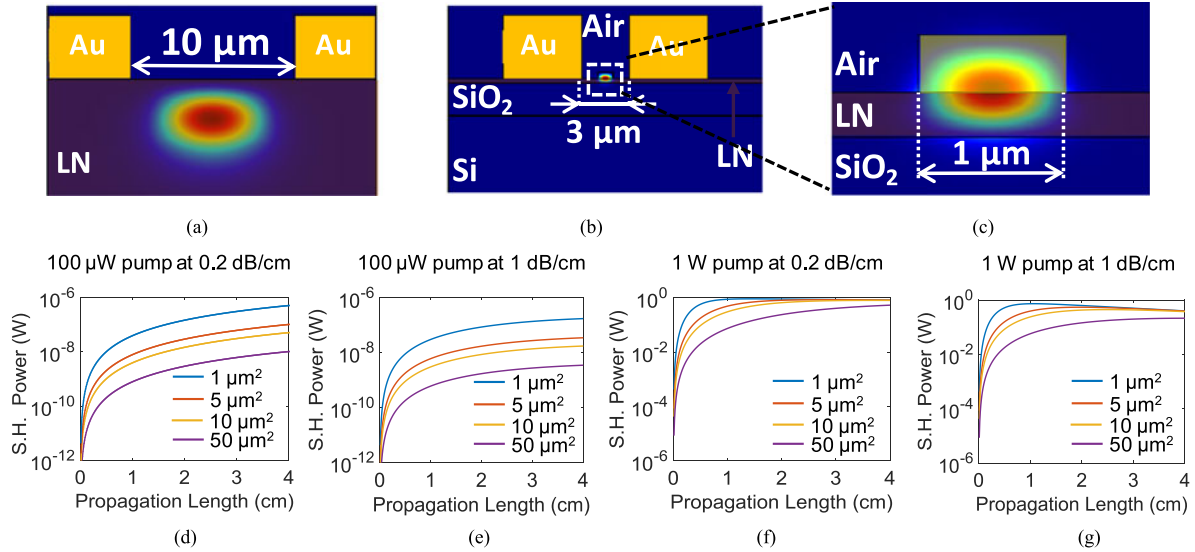 Au
10 μm
Au
LN
(a)
Air
Au
Au
SiO2
3 μm
LN
Si
(b)
Air
LN
SiO2
1 μm
(c)
100 μW pump at 0.2 dB/cm
S.H. Power (W)
10^-6
10^-8
10^-10
10^-12
1 μm²
5 μm²
10 μm²
50 μm²
0 1 2 3 4
Propagation Length (cm)
(d)
100 μW pump at 1 dB/cm
S.H. Power (W)
10^-6
10^-8
10^-10
10^-12
1 μm²
5 μm²
10 μm²
50 μm²
0 1 2 3 4
Propagation Length (cm)
(e)
1 W pump at 0.2 dB/cm
S.H. Power (W)
10^0
10^-2
10^-4
10^-6
1 μm²
5 μm²
10 μm²
50 μm²
0 1 2 3 4
Propagation Length (cm)
(f)
1 W pump at 1 dB/cm
S.H. Power (W)
10^0
10^-2
10^-4
10^-6
1 μm²
5 μm²
10 μm²
50 μm²
0 1 2 3 4
Propagation Length (cm)
(g)